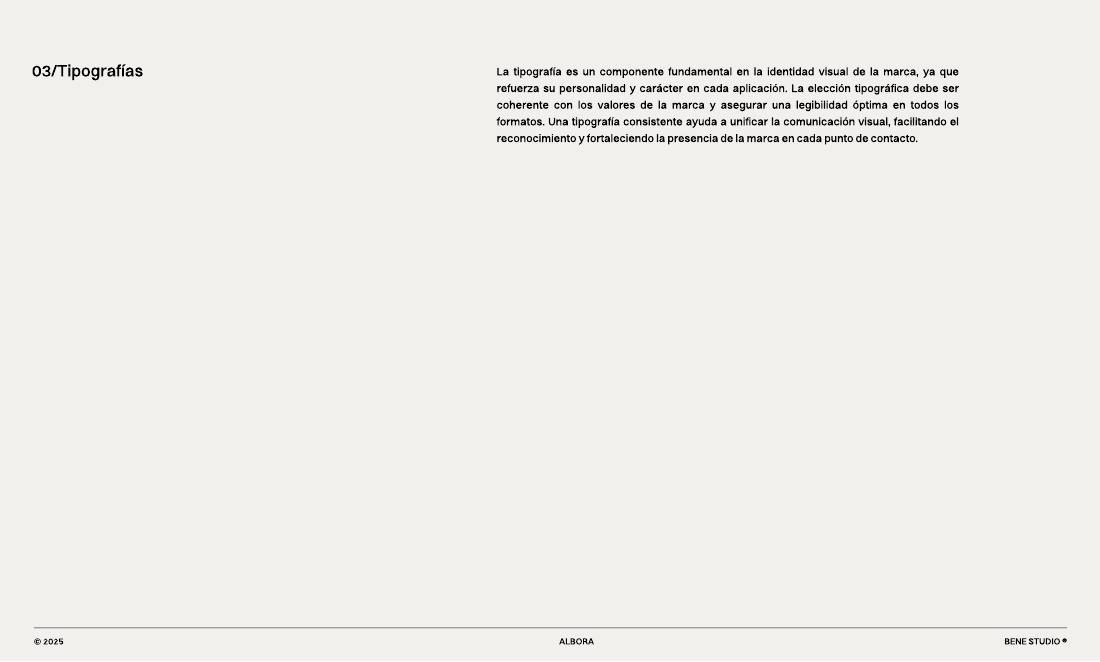 03/Tipografías
La tipografía es un componente fundamental en la identidad visual de la marca, ya que
refuerza su personalidad y carácter en cada aplicación. La elección tipográfica debe ser
coherente con los valores de la marca y asegurar una legibilidad óptima en todos los
formatos. Una tipografía consistente ayuda a unificar la comunicación visual, facilitando el
reconocimiento y fortaleciendo la presencia de la marca en cada punto de contacto.
© 2025
ALBORA
BENE STUDIO ®